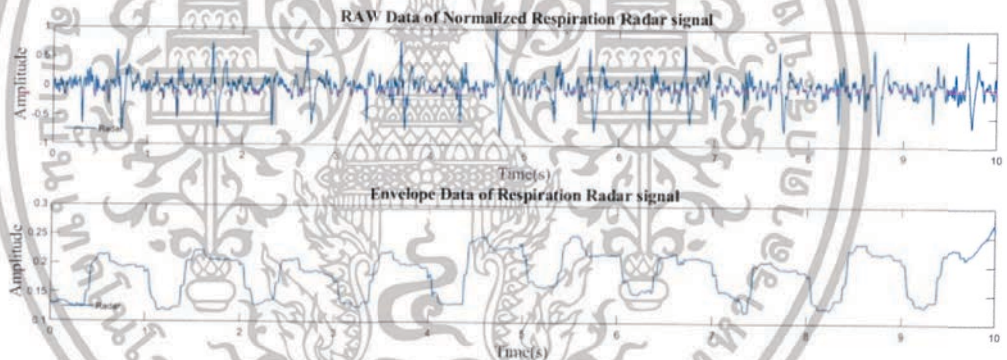 RAW Data of Normalized Respiration Radar signal
Amplitude
1
0.5
0
-0.5
-1
Radar
0 1 2 3 4 5 6 7 8 9 10
Time(s)
Envelope Data of Respiration Radar signal
Amplitude
0.3
0.25
0.2
0.15
0.1
Radar
0 1 2 3 4 5 6 7 8 9 10
Time(s)